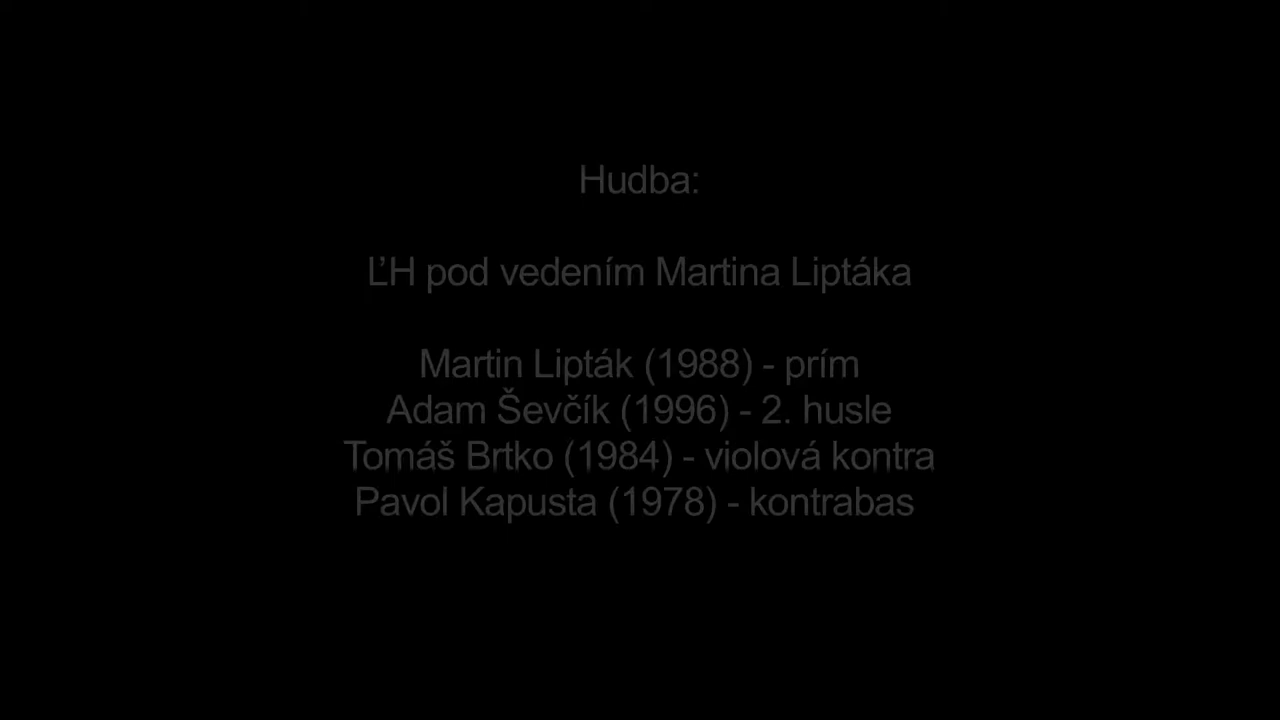 Hudba:
ĽH pod vedením Martina Liptáka
Martin Lipták (1988) - prím
Adam Ševčík (1996) - 2. husle
Tomáš Brtko (1984) - violová kontra
Pavol Kapusta (1978) - kontrabas